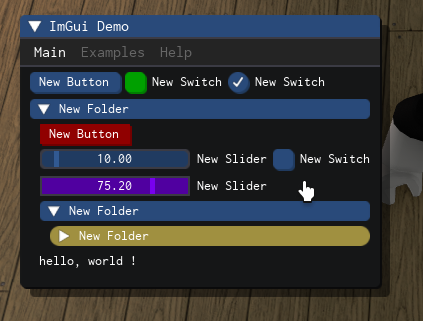 ImGui Demo
Main Examples Help
New Button New Switch New Switch
New Folder
New Button
10.00 New Slider New Switch
75.20 New Slider
New Folder
New Folder
hello, world !